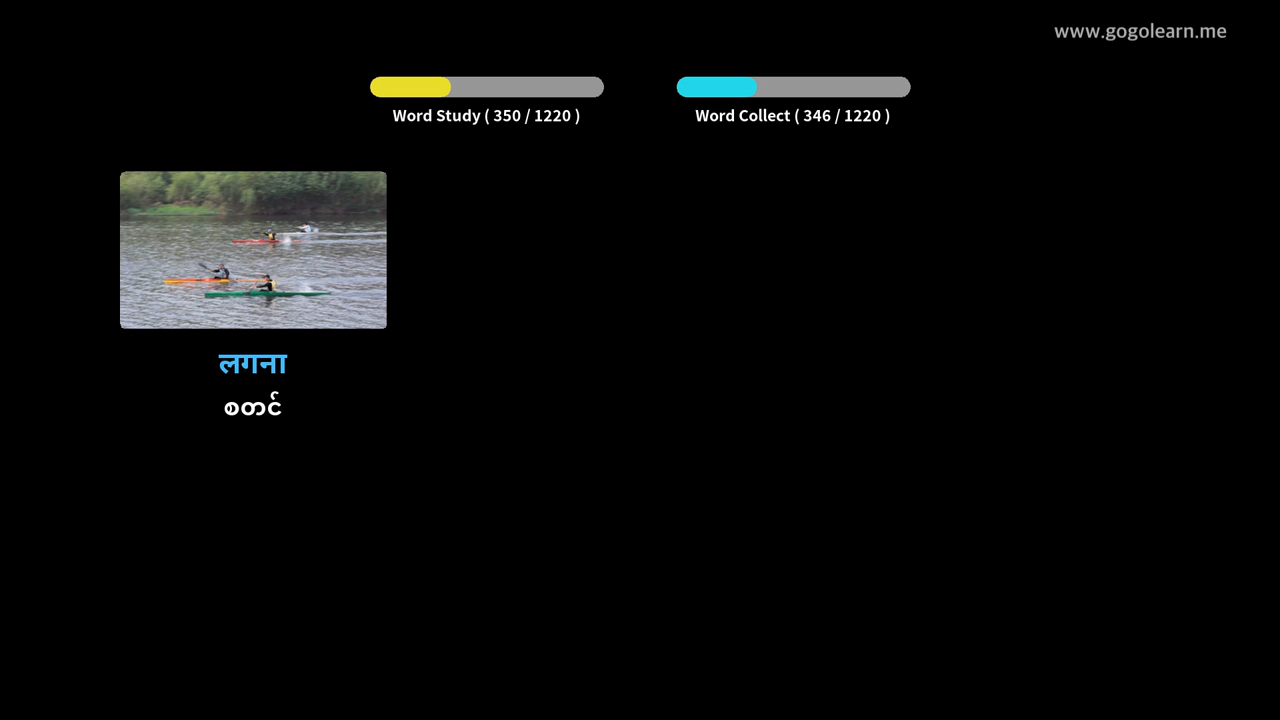 www.gogolearn.me
Word Study ( 350 / 1220 )
Word Collect ( 346 / 1220 )
लगना
စတင်